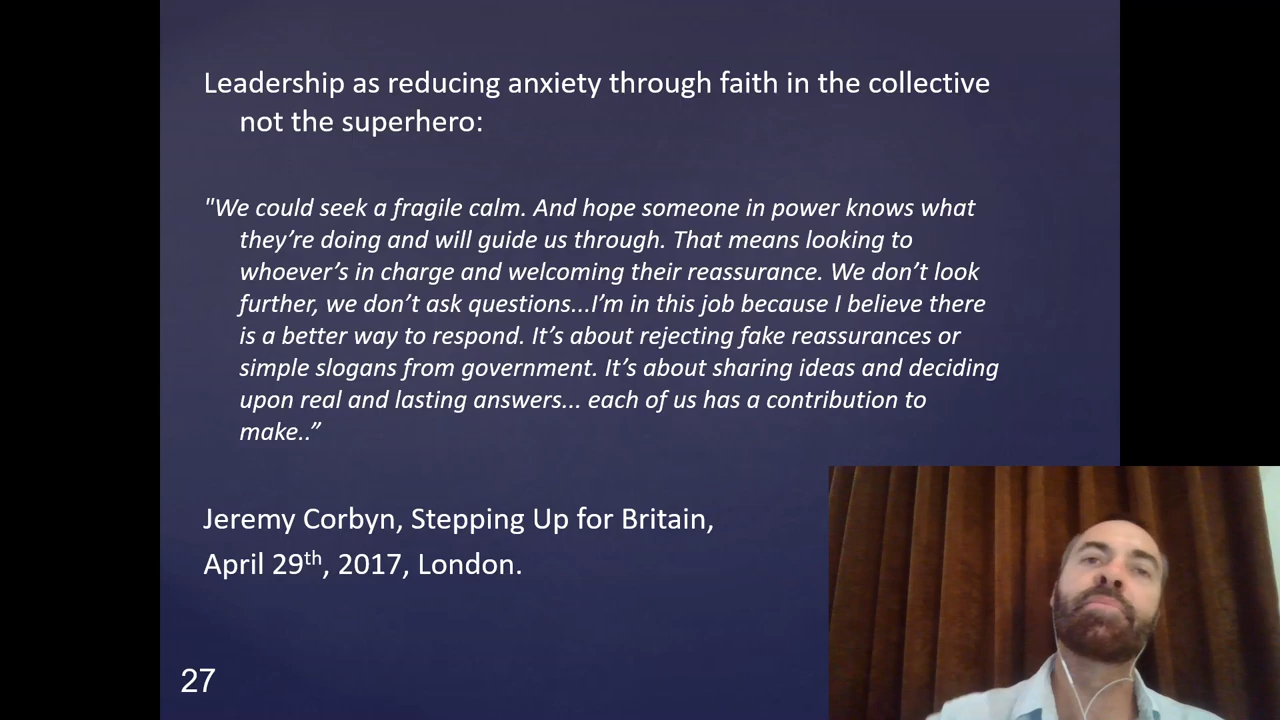 Leadership as reducing anxiety through faith in the collective
not the superhero:
"We could seek a fragile calm. And hope someone in power knows what
they’re doing and will guide us through. That means looking to
whoever’s in charge and welcoming their reassurance. We don’t look
further, we don’t ask questions...I’m in this job because I believe there
is a better way to respond. It’s about rejecting fake reassurances or
simple slogans from government. It’s about sharing ideas and deciding
upon real and lasting answers... each of us has a contribution to
make..”
Jeremy Corbyn, Stepping Up for Britain,
April 29th, 2017, London.
27